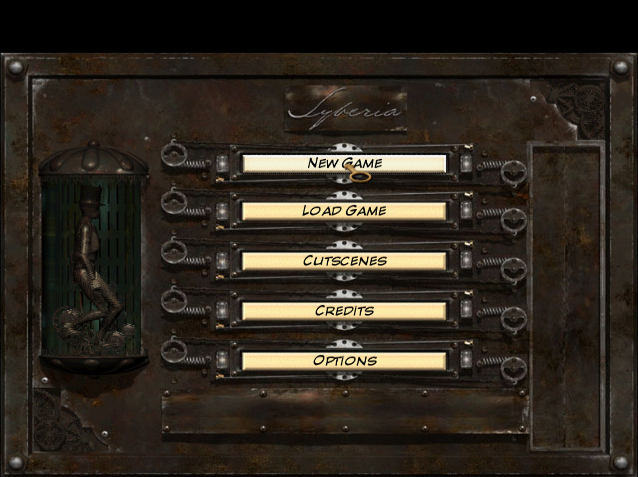 Syberia
New Game
Load Game
Cutscenes
Credits
Options